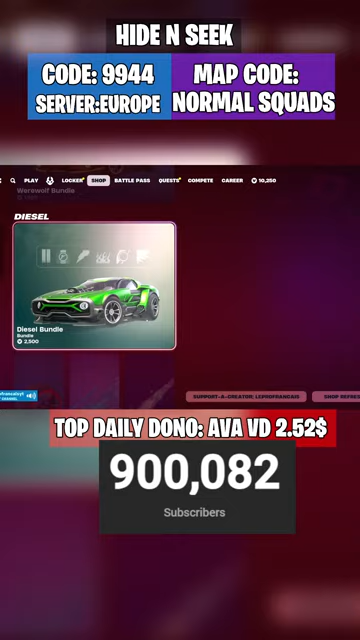 HIDE N SEEK
CODE: 9944
SERVER:EUROPE
MAP CODE:
NORMAL SQUADS
PLAY
LOCKER
SHOP
BATTLE PASS
QUESTS
COMPETE
CAREER
10,250
Werewolf Bundle
DIESEL
Diesel Bundle
Bundle
2,500
CHANNEL
SUPPORT-A-CREATOR: LEPROFRANCAIS
SHOP REFRES
TOP DAILY DONO: AVA VD 2.52$
900,082
Subscribers